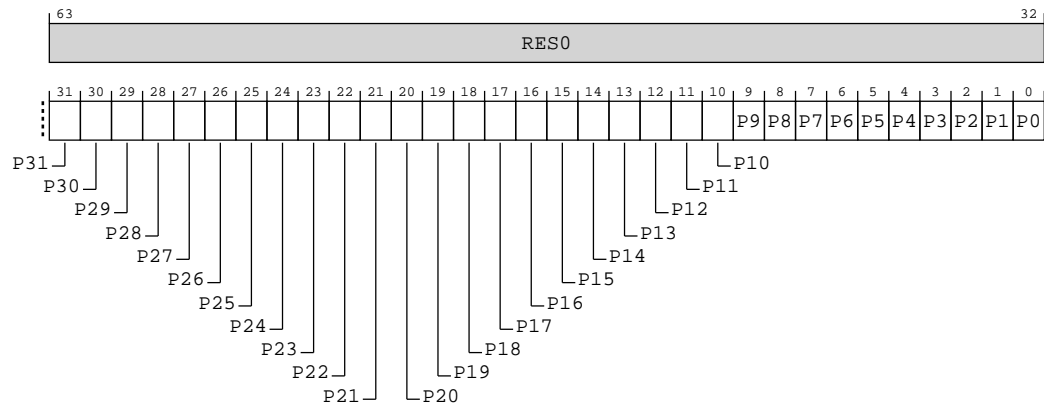 63 32
RES0
31 30 29 28 27 26 25 24 23 22 21 20 19 18 17 16 15 14 13 12 11 10 9 8 7 6 5 4 3 2 1 0
P9 P8 P7 P6 P5 P4 P3 P2 P1 P0
P31 P10
P30 P11
P29 P12
P28 P13
P27 P14
P26 P15
P25 P16
P24 P17
P23 P18
P22 P19
P21 P20